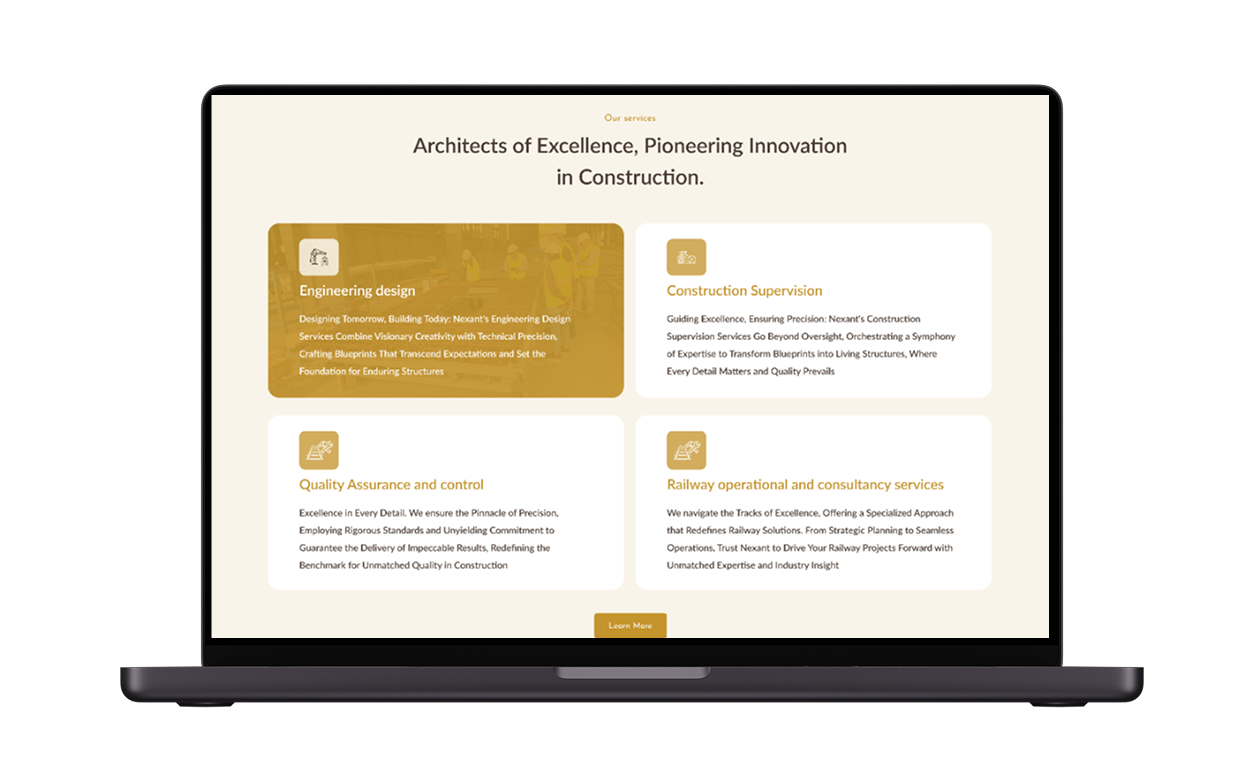 Our services
Architects of Excellence, Pioneering Innovation
in Construction.
Engineering design
Designing Tomorrow, Building Today: Nexant's Engineering Design
Services Combine Visionary Creativity with Technical Precision,
Crafting Blueprints That Transcend Expectations and Set the
Foundation for Enduring Structures
Construction Supervision
Guiding Excellence, Ensuring Precision: Nexant's Construction
Supervision Services Go Beyond Oversight, Orchestrating a Symphony
of Expertise to Transform Blueprints into Living Structures, Where
Every Detail Matters and Quality Prevails
Quality Assurance and control
Excellence in Every Detail. We ensure the Pinnacle of Precision,
Employing Rigorous Standards and Unyielding Commitment to
Guarantee the Delivery of Impeccable Results, Redefining the
Benchmark for Unmatched Quality in Construction
Railway operational and consultancy services
We navigate the Tracks of Excellence, Offering a Specialized Approach
that Redefines Railway Solutions. From Strategic Planning to Seamless
Operations, Trust Nexant to Drive Your Railway Projects Forward with
Unmatched Expertise and Industry Insight
Learn More